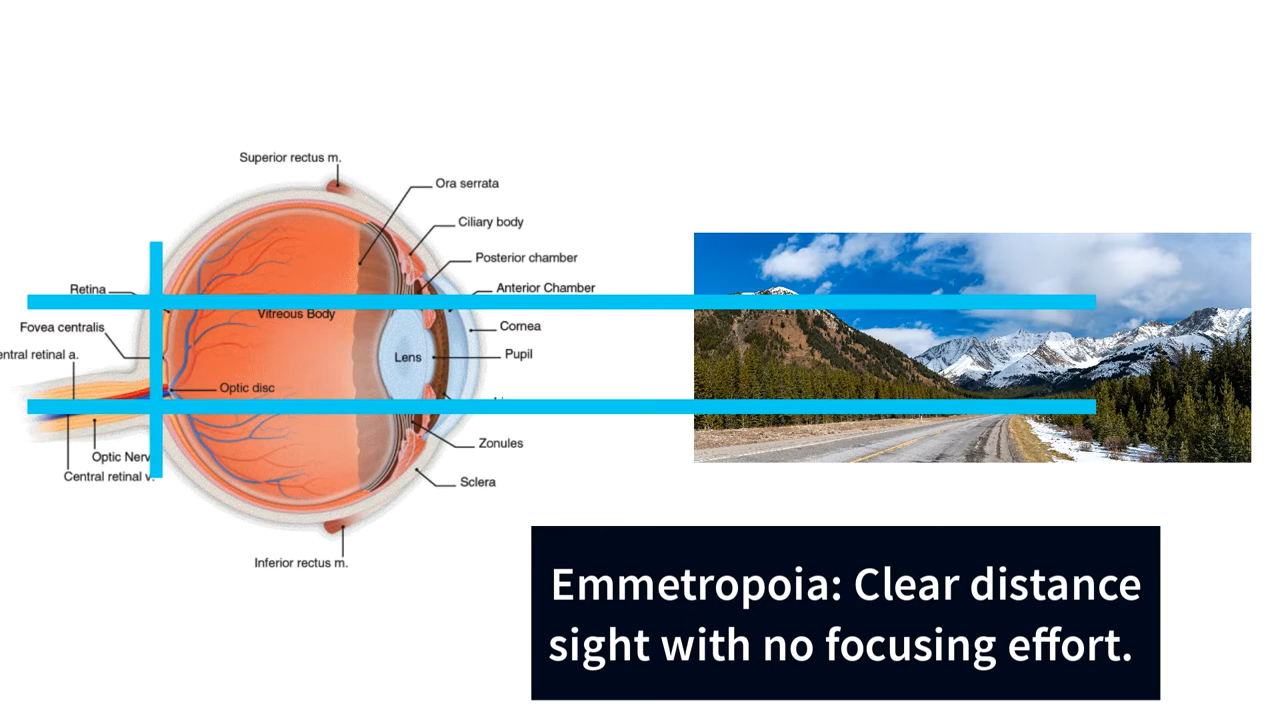 Superior rectus m.
Ora serrata
Ciliary body
Posterior chamber
Retina
Anterior Chamber
Vitreous Body
Fovea centralis
Cornea
entral retinal a.
Lens
Pupil
Optic disc
Zonules
Optic Nerv
Central retinal v.
Sclera
Inferior rectus m.
Emmetropoia: Clear distance
sight with no focusing effort.